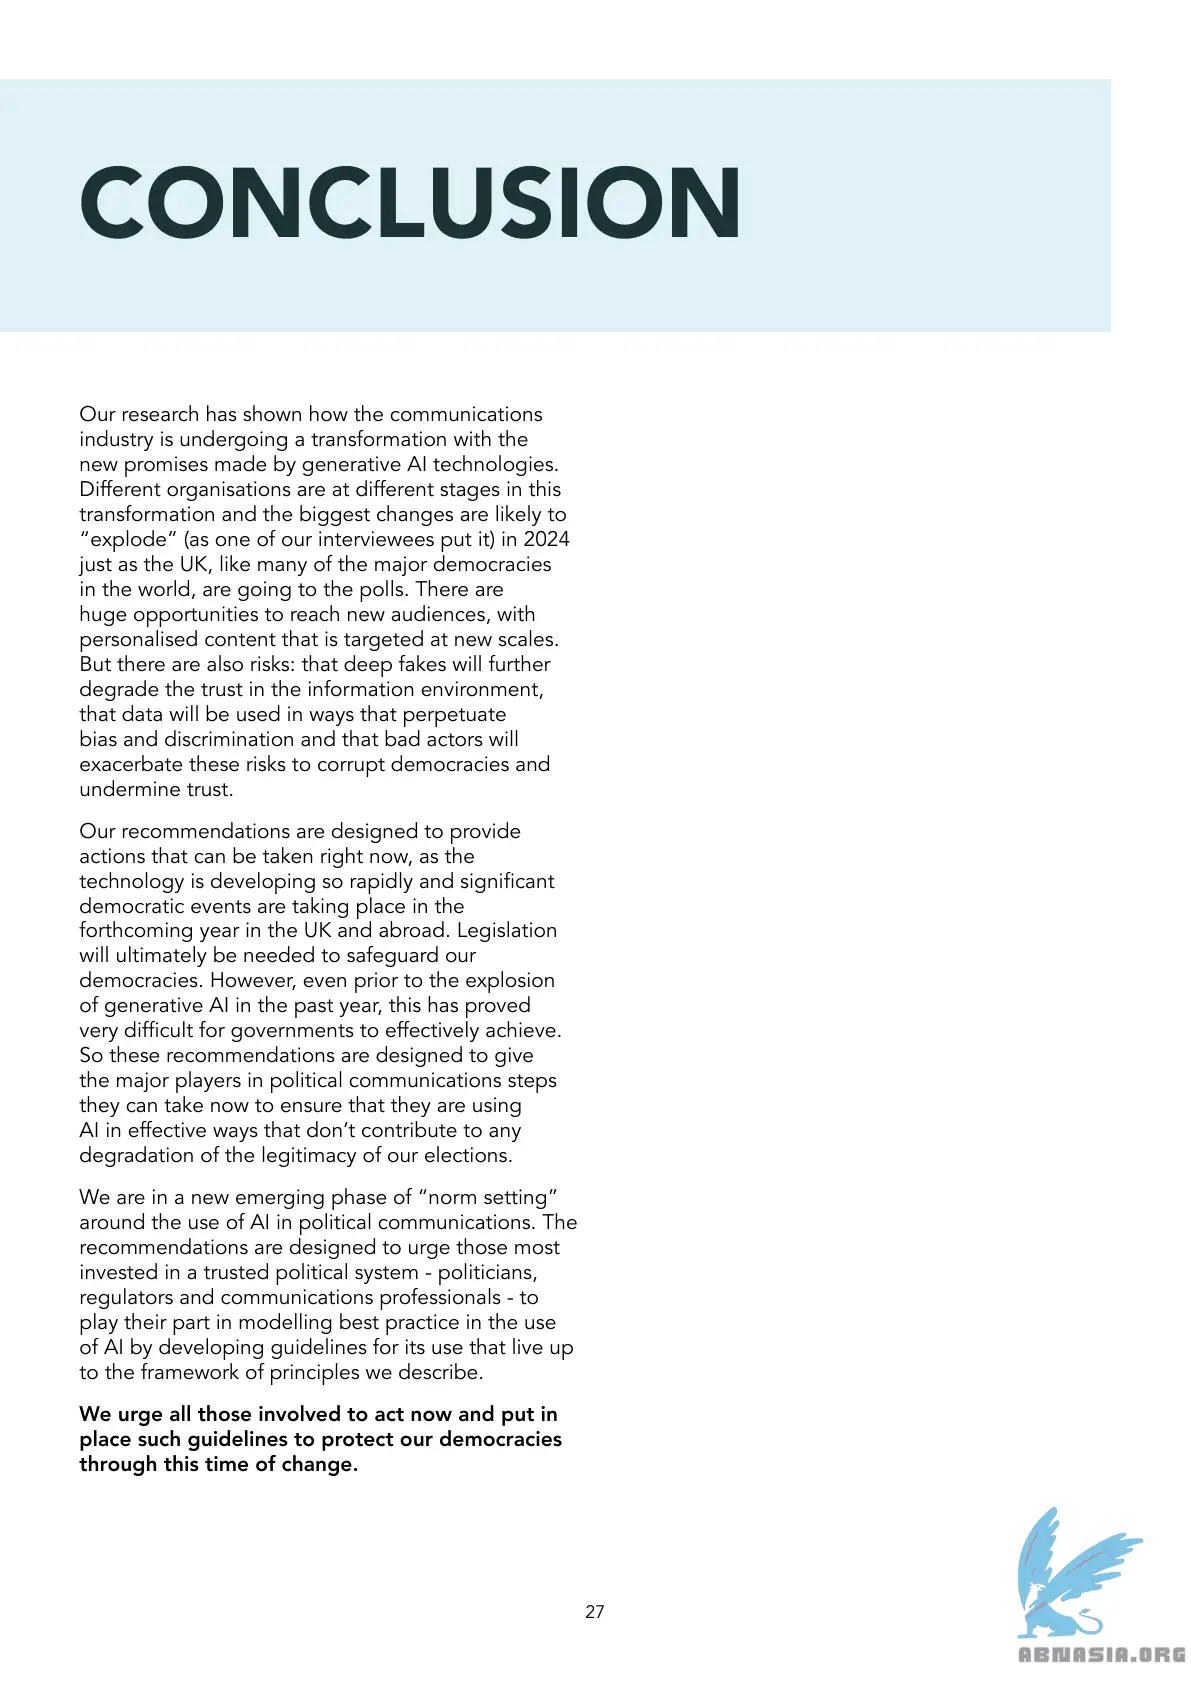 CONCLUSION
Our research has shown how the communications
industry is undergoing a transformation with the
new promises made by generative AI technologies.
Different organisations are at different stages in this
transformation and the biggest changes are likely to
“explode” (as one of our interviewees put it) in 2024
just as the UK, like many of the major democracies
in the world, are going to the polls. There are
huge opportunities to reach new audiences, with
personalised content that is targeted at new scales.
But there are also risks: that deep fakes will further
degrade the trust in the information environment,
that data will be used in ways that perpetuate
bias and discrimination and that bad actors will
exacerbate these risks to corrupt democracies and
undermine trust.
Our recommendations are designed to provide
actions that can be taken right now, as the
technology is developing so rapidly and significant
democratic events are taking place in the
forthcoming year in the UK and abroad. Legislation
will ultimately be needed to safeguard our
democracies. However, even prior to the explosion
of generative AI in the past year, this has proved
very difficult for governments to effectively achieve.
So these recommendations are designed to give
the major players in political communications steps
they can take now to ensure that they are using
AI in effective ways that don’t contribute to any
degradation of the legitimacy of our elections.
We are in a new emerging phase of “norm setting”
around the use of AI in political communications. The
recommendations are designed to urge those most
invested in a trusted political system - politicians,
regulators and communications professionals - to
play their part in modelling best practice in the use
of AI by developing guidelines for its use that live up
to the framework of principles we describe.
We urge all those involved to act now and put in
place such guidelines to protect our democracies
through this time of change.
27
ABNASIA.ORG